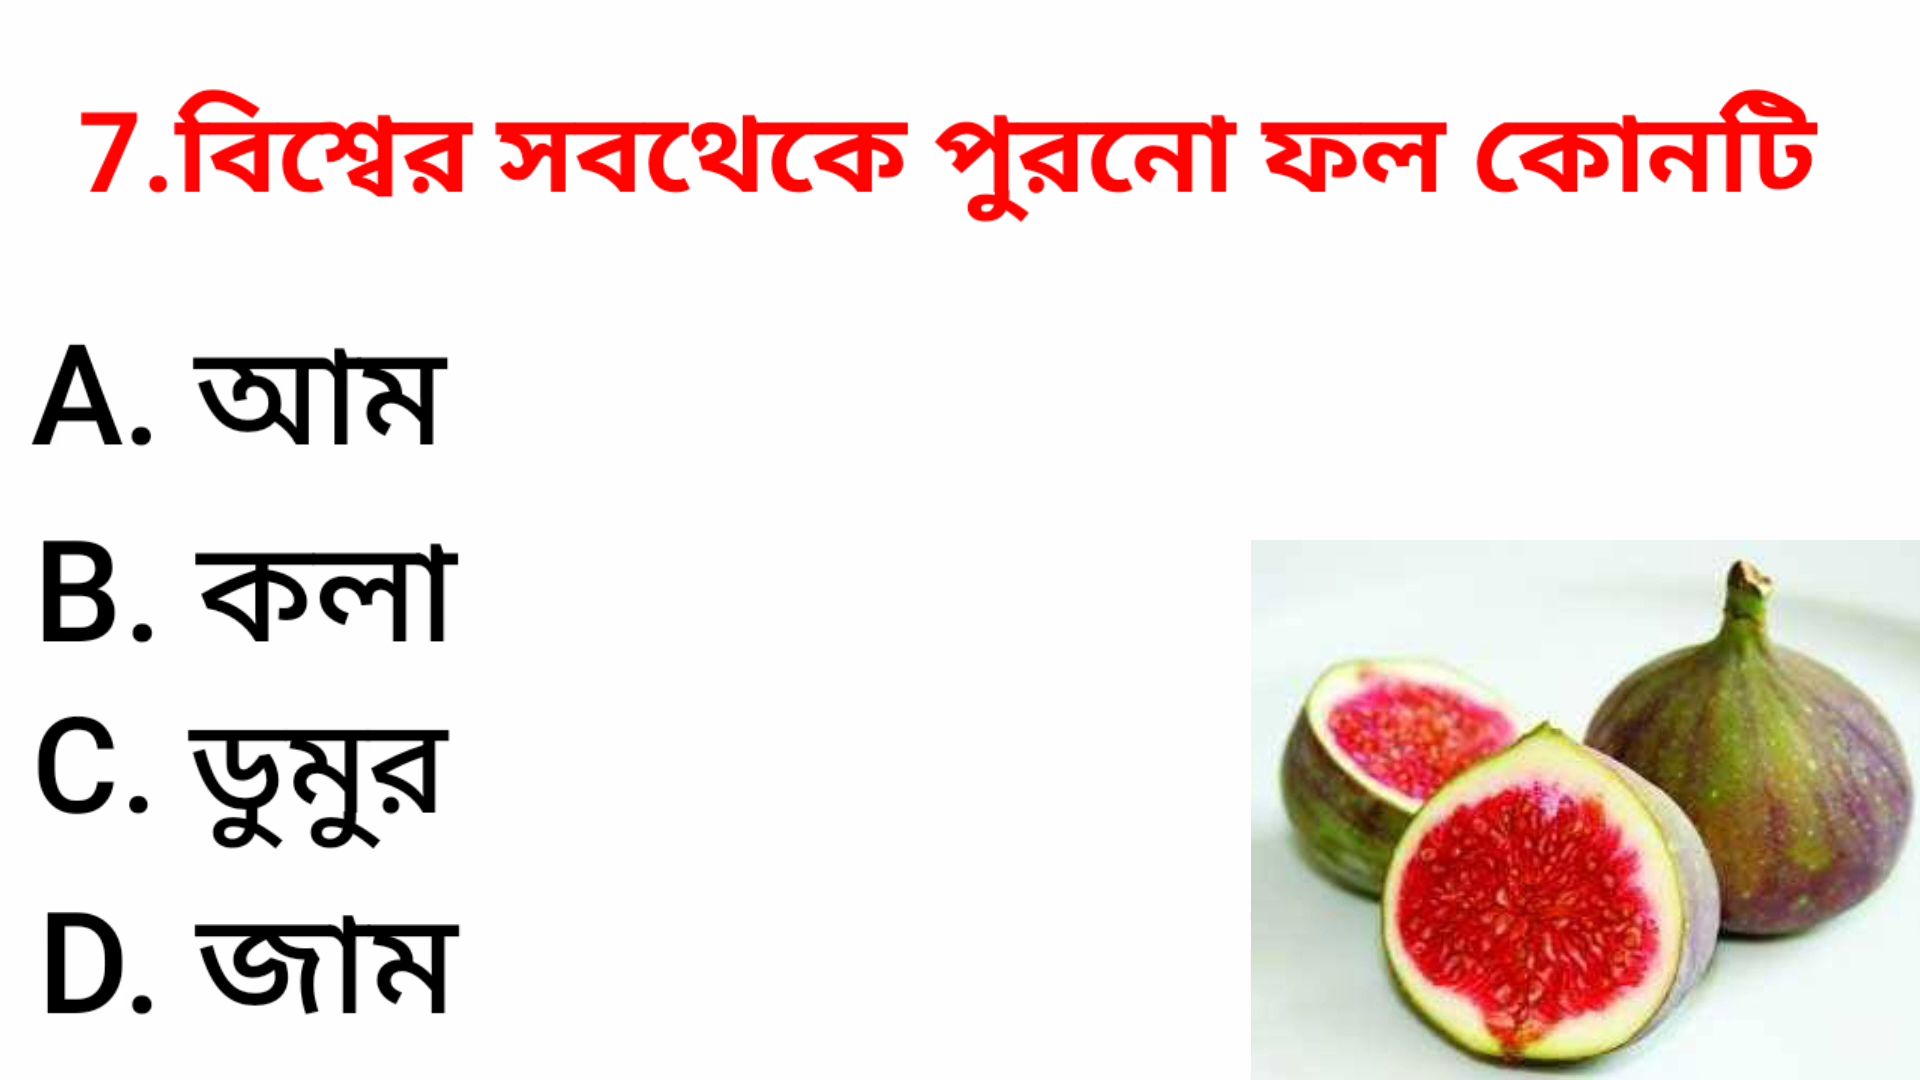 7.বিশ্বের সবথেকে পুরনো ফল কোনটি
A. আম
B. কলা
C. ডুমুর
D. জাম